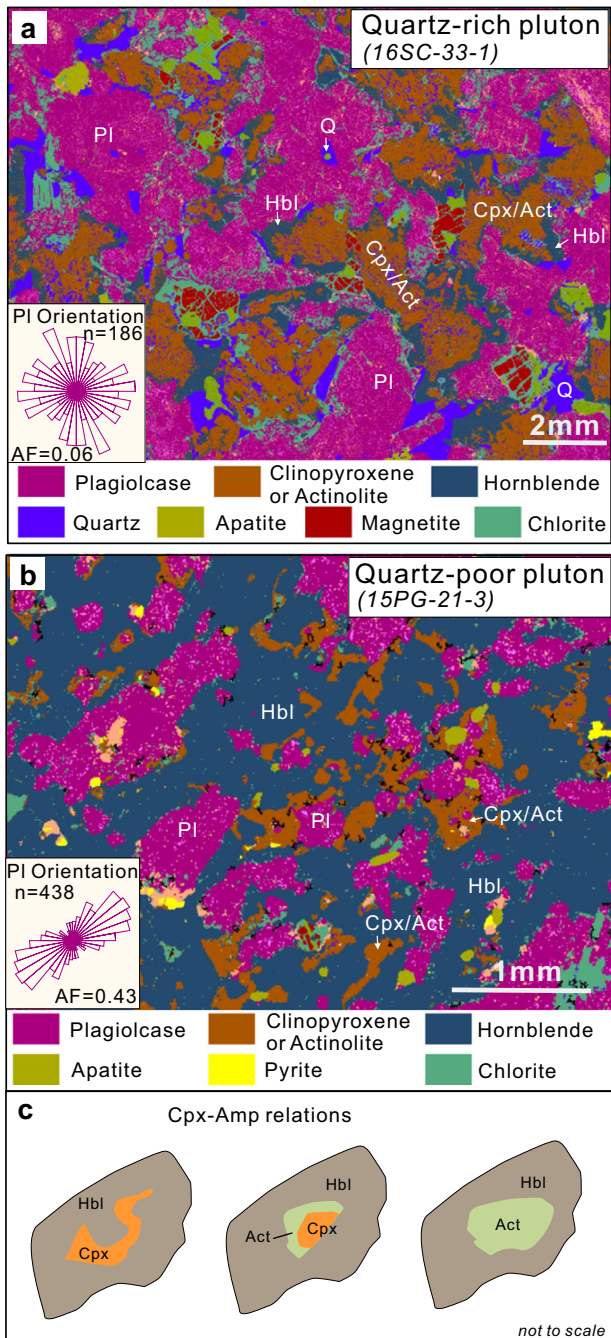 a
Quartz-rich pluton
(16SC-33-1)
Pl
Q
Hbl
Cpx/Act
Hbl
Cpx/Act
Pl
Q
Pl Orientation
n=186
AF=0.06
2mm
Plagiolcase
Clinopyroxene
or Actinolite
Hornblende
Quartz
Apatite
Magnetite
Chlorite
b
Quartz-poor pluton
(15PG-21-3)
Hbl
Pl
Pl
Cpx/Act
Hbl
Cpx/Act
Pl Orientation
n=438
AF=0.43
1mm
Plagiolcase
Clinopyroxene
or Actinolite
Hornblende
Apatite
Pyrite
Chlorite
c
Cpx-Amp relations
Hbl
Cpx
Hbl
Act
Cpx
Hbl
Act
not to scale